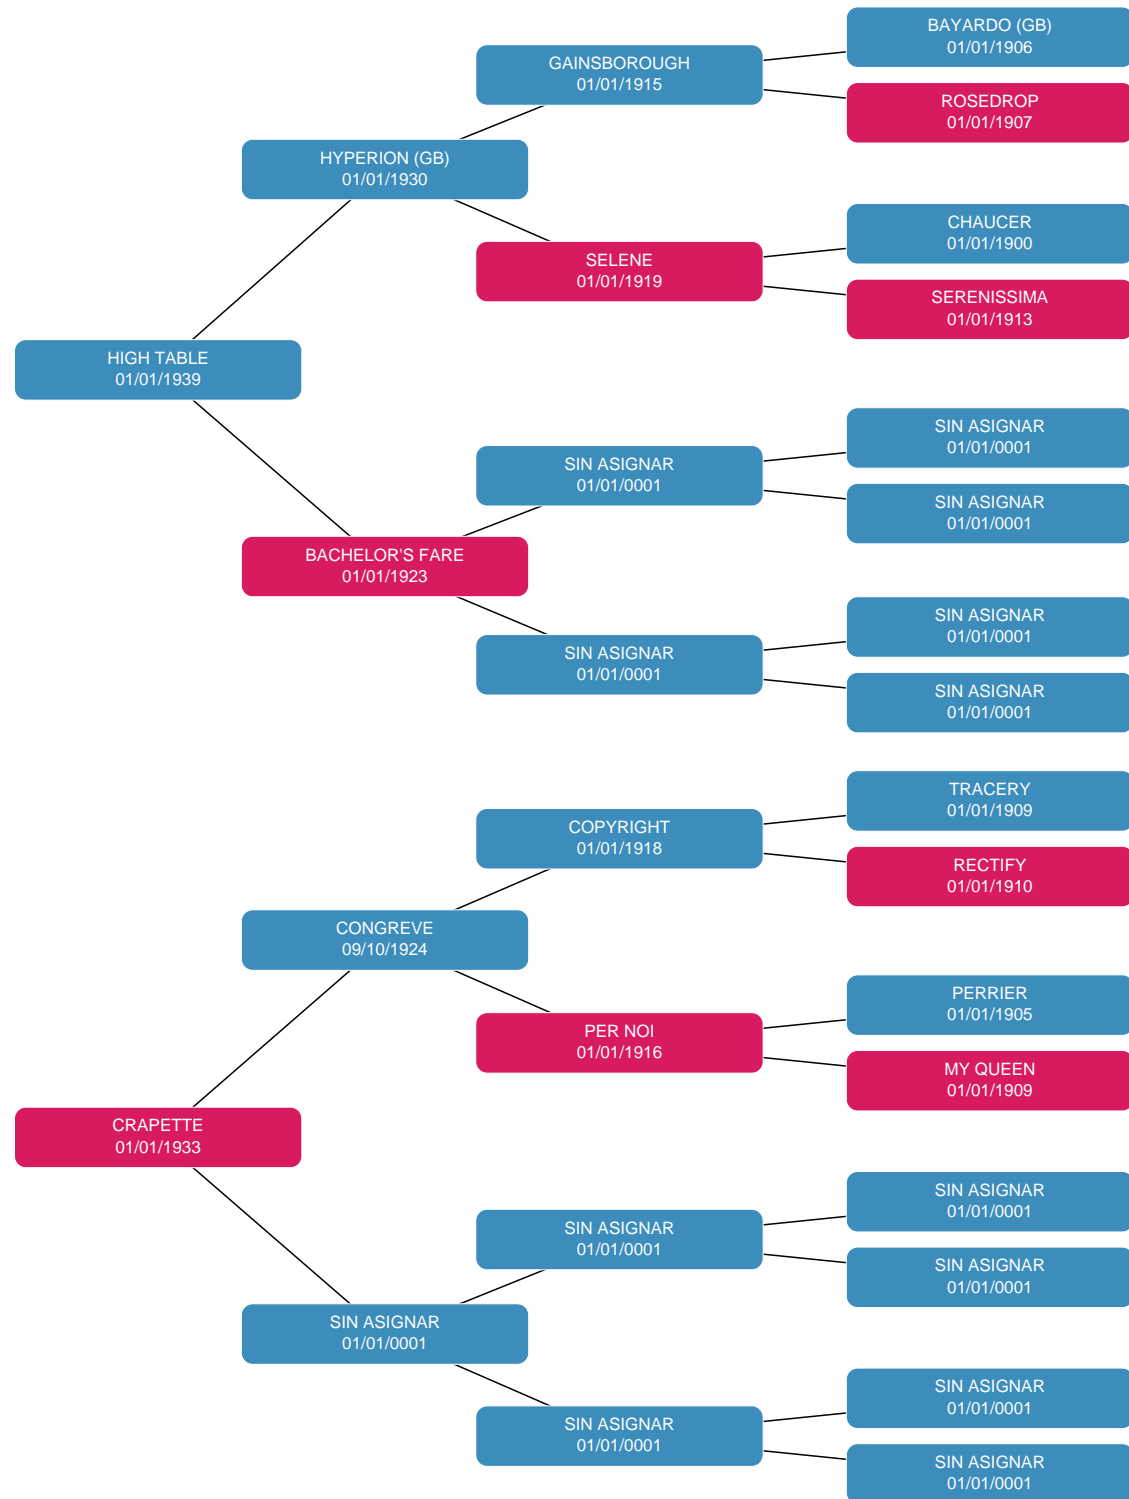 BAYARDO (GB)
01/01/1906
GAINSBOROUGH
01/01/1915
ROSEDROP
01/01/1907
HYPERION (GB)
01/01/1930
CHAUCER
01/01/1900
SELENE
01/01/1919
SERENISSIMA
01/01/1913
HIGH TABLE
01/01/1939
SIN ASIGNAR
01/01/0001
SIN ASIGNAR
01/01/0001
SIN ASIGNAR
01/01/0001
BACHELOR'S FARE
01/01/1923
SIN ASIGNAR
01/01/0001
SIN ASIGNAR
01/01/0001
SIN ASIGNAR
01/01/0001
TRACERY
01/01/1909
COPYRIGHT
01/01/1918
RECTIFY
01/01/1910
CONGREVE
09/10/1924
PERRIER
01/01/1905
PER NOI
01/01/1916
MY QUEEN
01/01/1909
CRAPETTE
01/01/1933
SIN ASIGNAR
01/01/0001
SIN ASIGNAR
01/01/0001
SIN ASIGNAR
01/01/0001
SIN ASIGNAR
01/01/0001
SIN ASIGNAR
01/01/0001
SIN ASIGNAR
01/01/0001
SIN ASIGNAR
01/01/0001